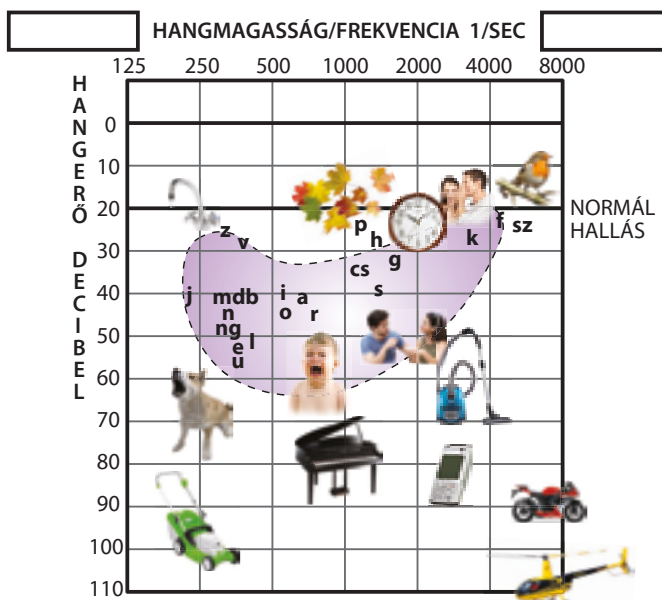 HANGMAGASSÁG/FREKVENCIA 1/SEC
125 250 500 1000 2000 4000 8000
HANGERŐ DECIBEL
0
10
20
NORMÁL
HALLÁS
30
40
50
60
70
80
90
100
110
z
v
p
h
g
k
f
sz
cs
s
j
mdb
n
ng
e
u
l
i
o
a
r